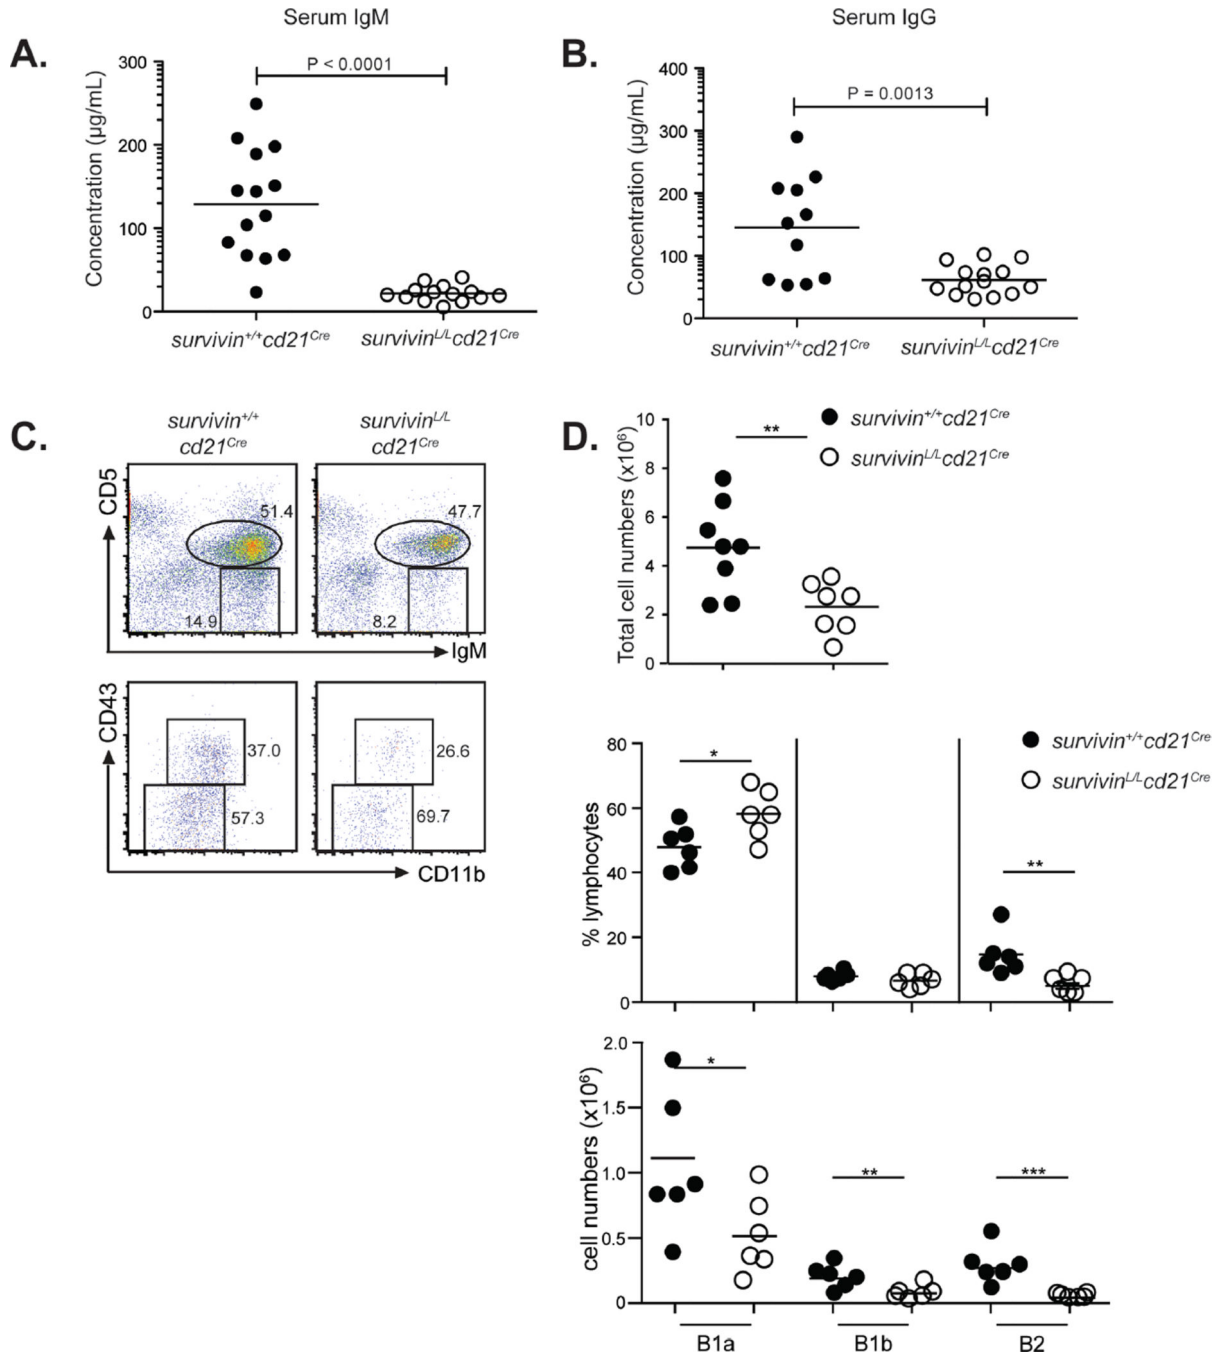 Serum IgM
A.
300
200
100
0
Concentration (µg/mL)
P < 0.0001
survivin+/+cd21Cre
survivinL/Lcd21Cre
Serum IgG
B.
400
300
200
100
0
Concentration (µg/mL)
P = 0.0013
survivin+/+cd21Cre
survivinL/Lcd21Cre
C.
survivin+/+
cd21Cre
survivinL/L
cd21Cre
CD5
51.4
47.7
14.9
8.2
IgM
CD43
37.0
26.6
57.3
69.7
CD11b
D.
10
8
6
4
2
0
Total cell numbers (x10⁶)
**
survivin+/+cd21Cre
survivinL/Lcd21Cre
80
60
40
20
0
% lymphocytes
*
**
survivin+/+cd21Cre
survivinL/Lcd21Cre
2.0
1.5
1.0
0.5
0
cell numbers (x10⁶)
*
**
***
B1a
B1b
B2